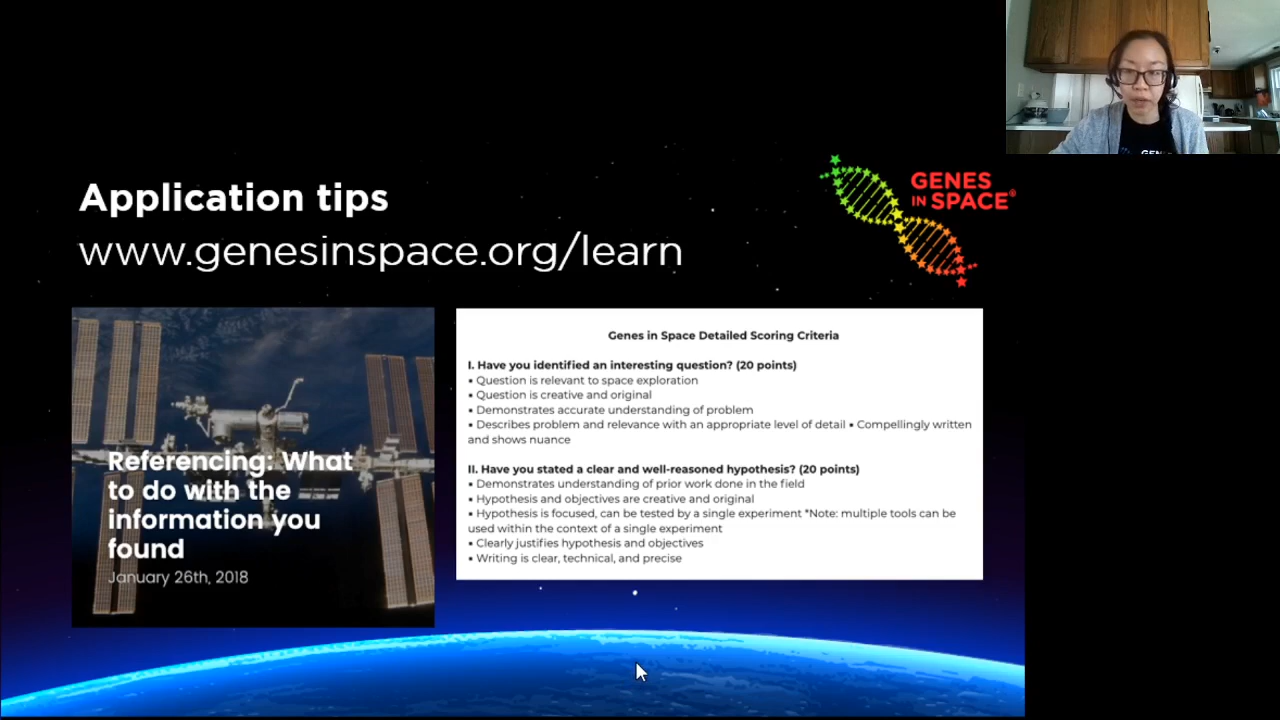 Application tips
www.genesinspace.org/learn
GENES
IN SPACE®
Referencing: What
to do with the
information you
found
January 26th, 2018
Genes in Space Detailed Scoring Criteria
I. Have you identified an interesting question? (20 points)
• Question is relevant to space exploration
• Question is creative and original
• Demonstrates accurate understanding of problem
• Describes problem and relevance with an appropriate level of detail • Compellingly written
and shows nuance
II. Have you stated a clear and well-reasoned hypothesis? (20 points)
• Demonstrates understanding of prior work done in the field
• Hypothesis and objectives are creative and original
• Hypothesis is focused, can be tested by a single experiment *Note: multiple tools can be
used within the context of a single experiment
• Clearly justifies hypothesis and objectives
• Writing is clear, technical, and precise